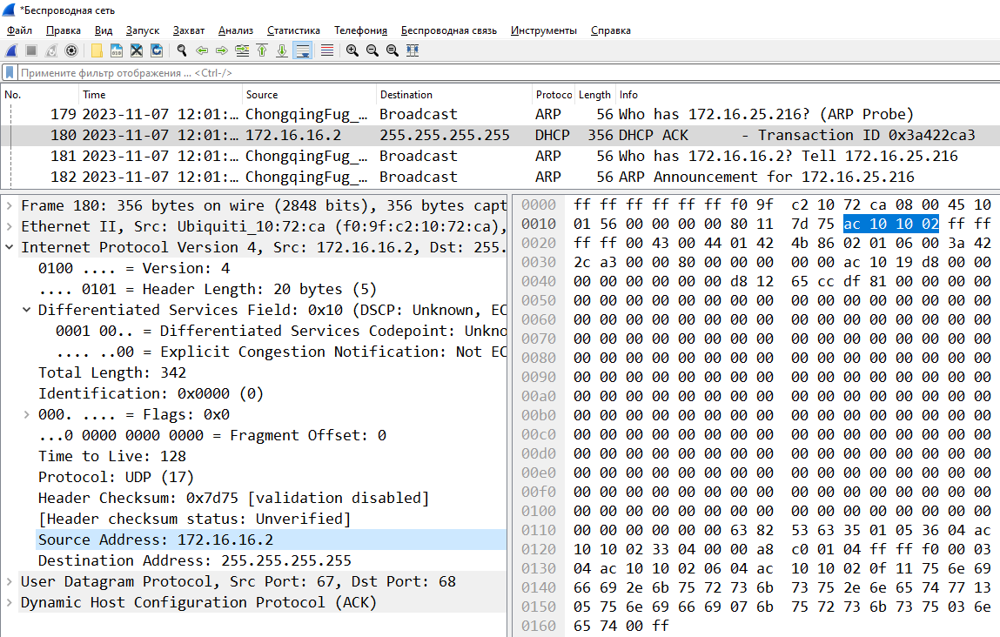 *Беспроводная сеть
Файл Правка Вид Запуск Захват Анализ Статистика Телефония Беспроводная связь Инструменты Справка
Примените фильтр отображения ... <Ctrl-/>
No. Time Source Destination Protoco Length Info
179 2023-11-07 12:01:… ChongqingFug_… Broadcast ARP 56 Who has 172.16.25.216? (ARP Probe)
180 2023-11-07 12:01:… 172.16.16.2 255.255.255.255 DHCP 356 DHCP ACK - Transaction ID 0x3a422ca3
181 2023-11-07 12:01:… ChongqingFug_… Broadcast ARP 56 Who has 172.16.16.2? Tell 172.16.25.216
182 2023-11-07 12:01:… ChongqingFug_… Broadcast ARP 56 ARP Announcement for 172.16.25.216
Frame 180: 356 bytes on wire (2848 bits), 356 bytes capt
Ethernet II, Src: Ubiquiti_10:72:ca (f0:9f:c2:10:72:ca),
Internet Protocol Version 4, Src: 172.16.16.2, Dst: 255.
0100 .... = Version: 4
.... 0101 = Header Length: 20 bytes (5)
Differentiated Services Field: 0x10 (DSCP: Unknown, EC
0001 00.. = Differentiated Services Codepoint: Unkno
.... ..00 = Explicit Congestion Notification: Not EC
Total Length: 342
Identification: 0x0000 (0)
000. .... = Flags: 0x0
...0 0000 0000 0000 = Fragment Offset: 0
Time to Live: 128
Protocol: UDP (17)
Header Checksum: 0x7d75 [validation disabled]
[Header checksum status: Unverified]
Source Address: 172.16.16.2
Destination Address: 255.255.255.255
User Datagram Protocol, Src Port: 67, Dst Port: 68
Dynamic Host Configuration Protocol (ACK)
0000 ff ff ff ff ff ff f0 9f c2 10 72 ca 08 00 45 10
0010 01 56 00 00 00 00 80 11 7d 75 ac 10 10 02 ff ff
0020 ff ff 00 43 00 44 01 42 4b 86 02 01 06 00 3a 42
0030 2c a3 00 00 80 00 00 00 00 00 ac 10 19 d8 00 00
0040 00 00 00 00 00 00 d8 12 65 cc df 81 00 00 00 00
0050 00 00 00 00 00 00 00 00 00 00 00 00 00 00 00 00
0060 00 00 00 00 00 00 00 00 00 00 00 00 00 00 00 00
0070 00 00 00 00 00 00 00 00 00 00 00 00 00 00 00 00
0080 00 00 00 00 00 00 00 00 00 00 00 00 00 00 00 00
0090 00 00 00 00 00 00 00 00 00 00 00 00 00 00 00 00
00a0 00 00 00 00 00 00 00 00 00 00 00 00 00 00 00 00
00b0 00 00 00 00 00 00 00 00 00 00 00 00 00 00 00 00
00c0 00 00 00 00 00 00 00 00 00 00 00 00 00 00 00 00
00d0 00 00 00 00 00 00 00 00 00 00 00 00 00 00 00 00
00e0 00 00 00 00 00 00 00 00 00 00 00 00 00 00 00 00
00f0 00 00 00 00 00 00 00 00 00 00 00 00 00 00 00 00
0100 00 00 00 00 00 00 00 00 00 00 00 00 00 00 00 00
0110 00 00 00 00 00 00 63 82 53 63 35 01 05 36 04 ac
0120 10 10 02 33 04 00 00 a8 c0 01 04 ff ff f0 00 03
0130 04 ac 10 10 02 06 04 ac 10 10 02 0f 11 75 6e 69
0140 66 69 2e 6b 75 72 73 6b 73 75 2e 6e 65 74 77 13
0150 05 75 6e 69 66 69 07 6b 75 72 73 6b 73 75 03 6e
0160 65 74 00 ff